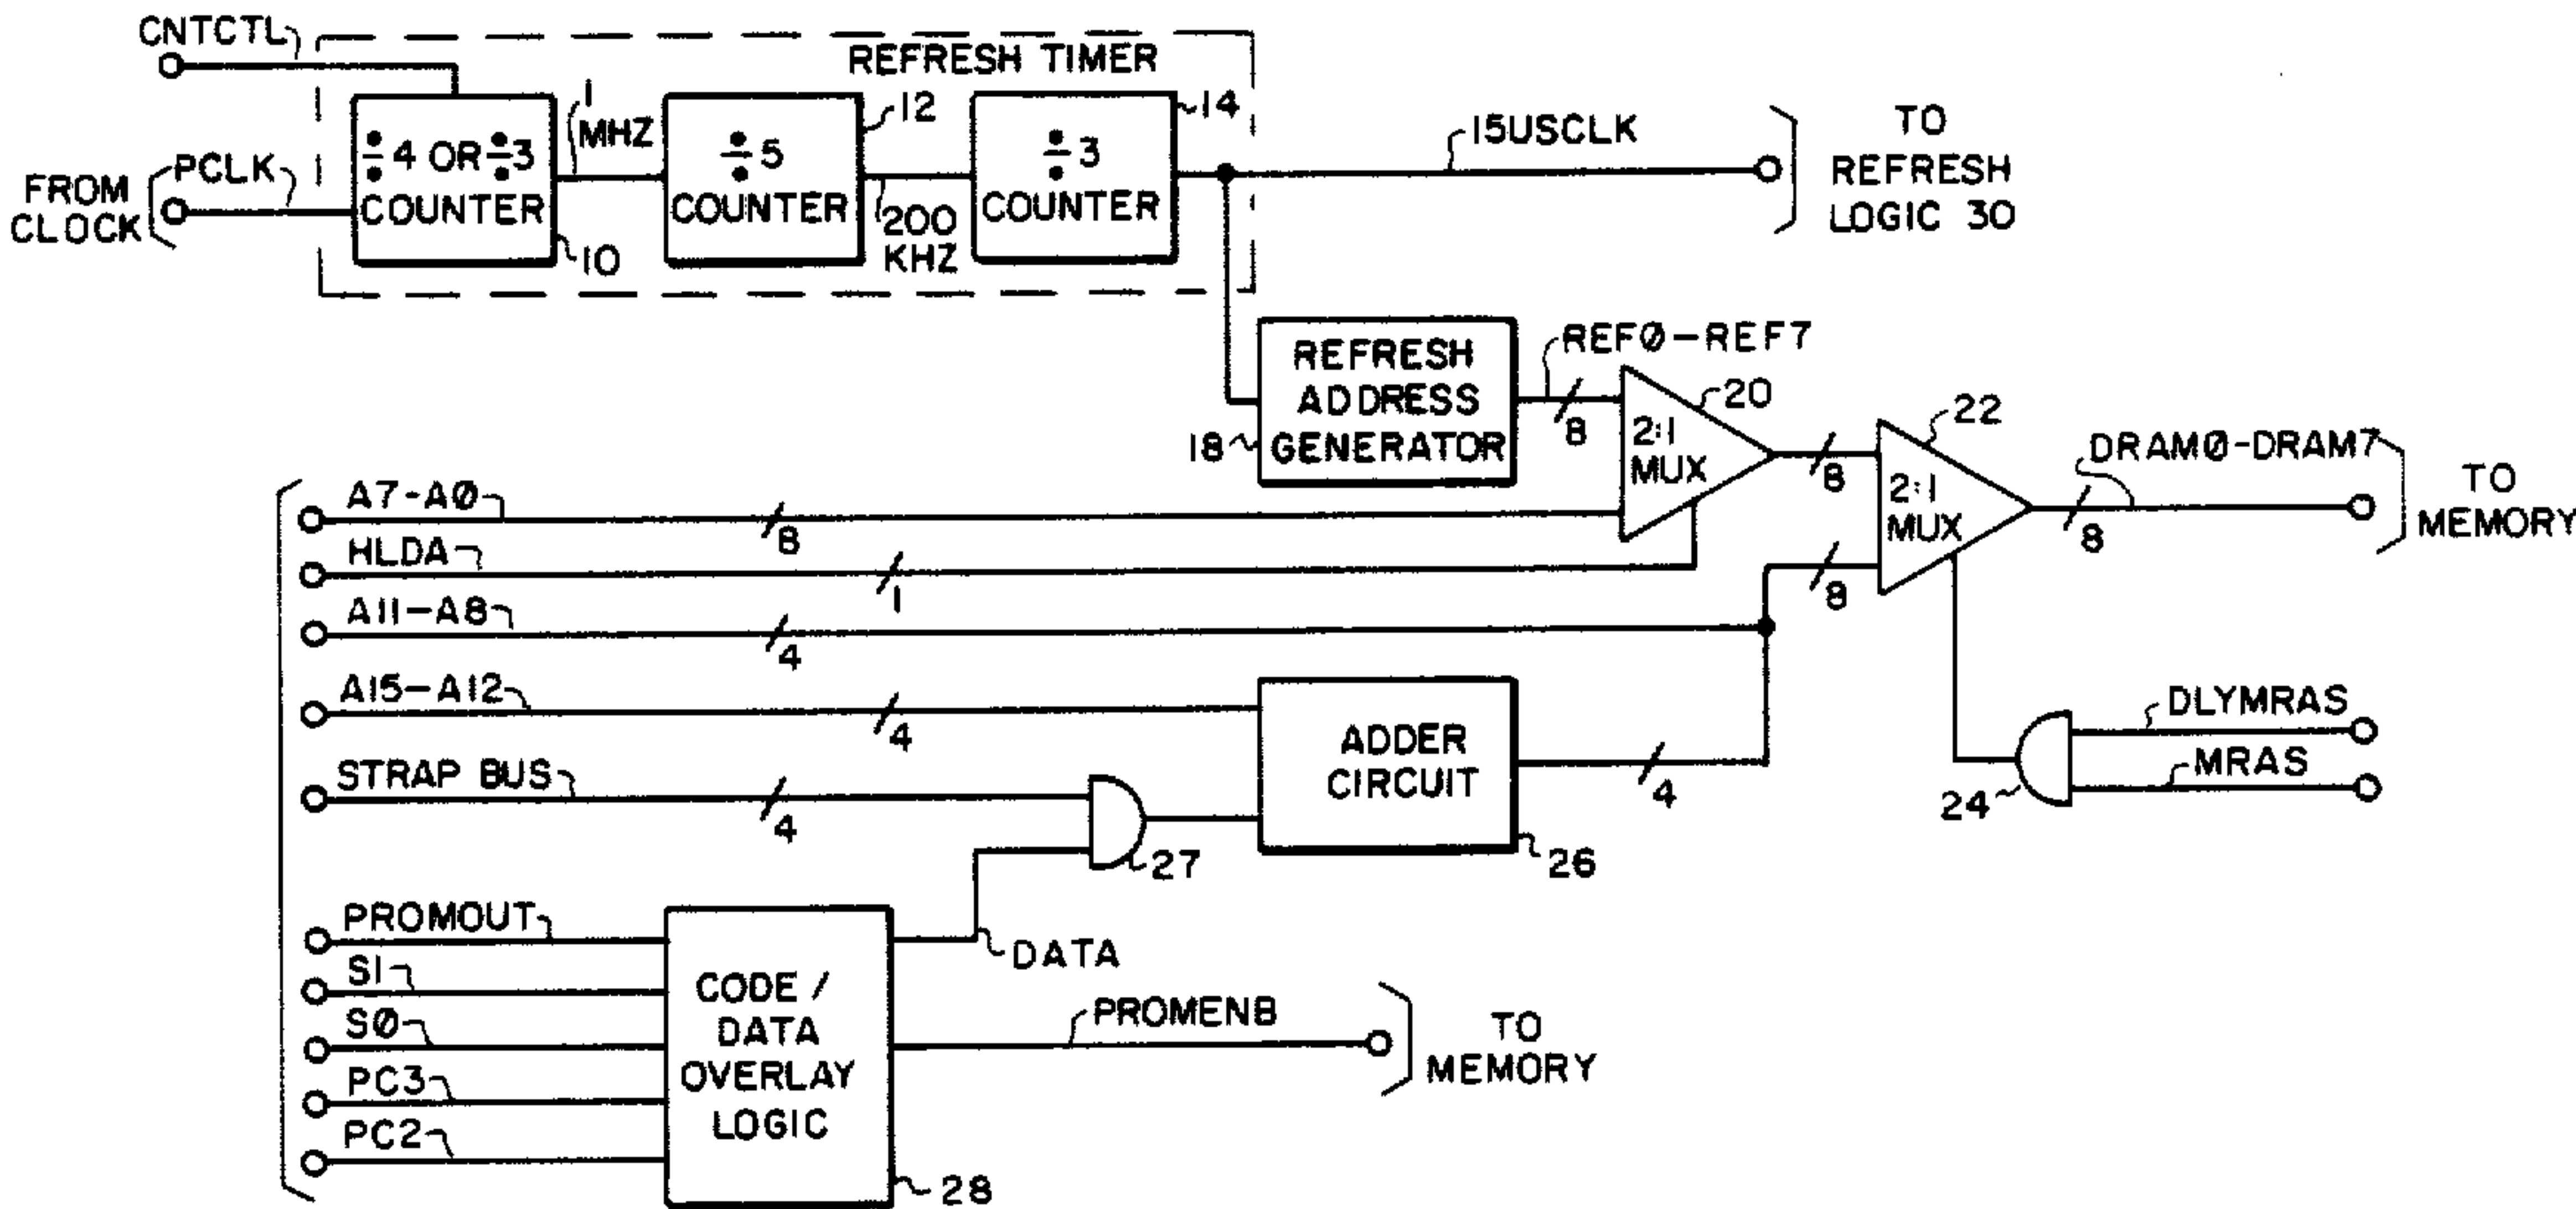 CNTCTL
REFRESH TIMER
FROM
CLOCK
PCLK
÷4 OR ÷3
COUNTER
10
1
MHZ
÷5
COUNTER
12
200
KHZ
÷3
COUNTER
14
15USCLK
TO
REFRESH
LOGIC 30
REFRESH
ADDRESS
GENERATOR
18
REF0-REF7
8
2:1
MUX
20
8
2:1
MUX
22
DRAM0-DRAM7
8
TO
MEMORY
A7-A0
8
HLDA
1
A11-A8
4
8
A15-A12
4
ADDER
CIRCUIT
26
4
DLYMRAS
MRAS
24
STRAP BUS
4
27
PROMOUT
S1
S0
PC3
PC2
CODE /
DATA
OVERLAY
LOGIC
28
DATA
PROMENB
TO
MEMORY